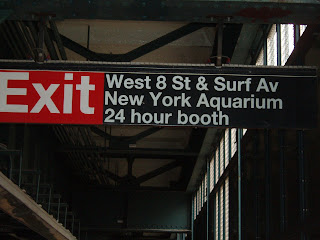 Exit
West 8 St & Surf Av
New York Aquarium
24 hour booth